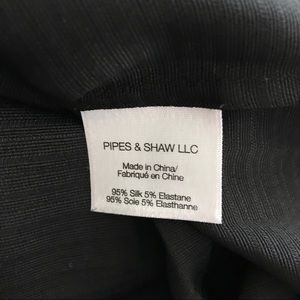 PIPES & SHAW LLC
Made in China/
Fabriqué en Chine
95% Silk 5% Elastane
95% Soie 5% Elasthanne